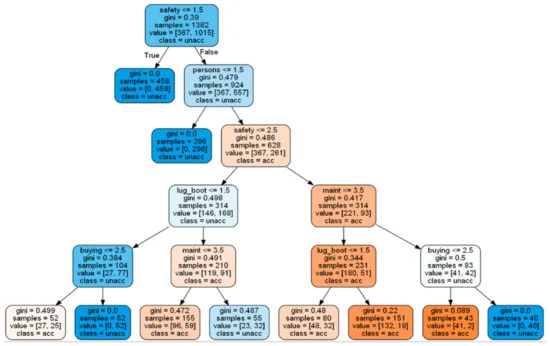 safety <= 1.5
gini = 0.39
samples = 1382
value = [367, 1015]
class = unacc
True
False
gini = 0.0
samples = 458
value = [0, 458]
class = unacc
persons <= 1.5
gini = 0.479
samples = 924
value = [367, 557]
class = unacc
gini = 0.0
samples = 296
value = [0, 296]
class = unacc
safety <= 2.5
gini = 0.486
samples = 628
value = [367, 261]
class = acc
lug_boot <= 1.5
gini = 0.498
samples = 314
value = [146, 168]
class = unacc
maint <= 3.5
gini = 0.417
samples = 314
value = [221, 93]
class = acc
buying <= 2.5
gini = 0.384
samples = 104
value = [27, 77]
class = unacc
maint <= 3.5
gini = 0.491
samples = 210
value = [119, 91]
class = acc
lug_boot <= 1.5
gini = 0.344
samples = 231
value = [180, 51]
class = acc
buying <= 2.5
gini = 0.5
samples = 83
value = [41, 42]
class = unacc
gini = 0.499
samples = 52
value = [27, 25]
class = acc
gini = 0.0
samples = 52
value = [0, 52]
class = unacc
gini = 0.472
samples = 155
value = [96, 59]
class = acc
gini = 0.487
samples = 55
value = [23, 32]
class = unacc
gini = 0.48
samples = 80
value = [48, 32]
class = acc
gini = 0.22
samples = 151
value = [132, 19]
class = acc
gini = 0.089
samples = 43
value = [41, 2]
class = acc
gini = 0.0
samples = 40
value = [0, 40]
class = unacc